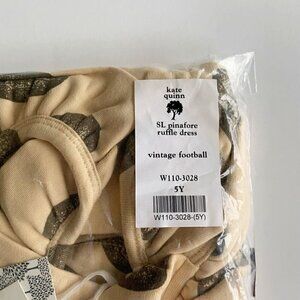 kate
quinn
SL pinafore
ruffle dress
vintage football
W110-3028
5Y
W110-3028-(5Y)